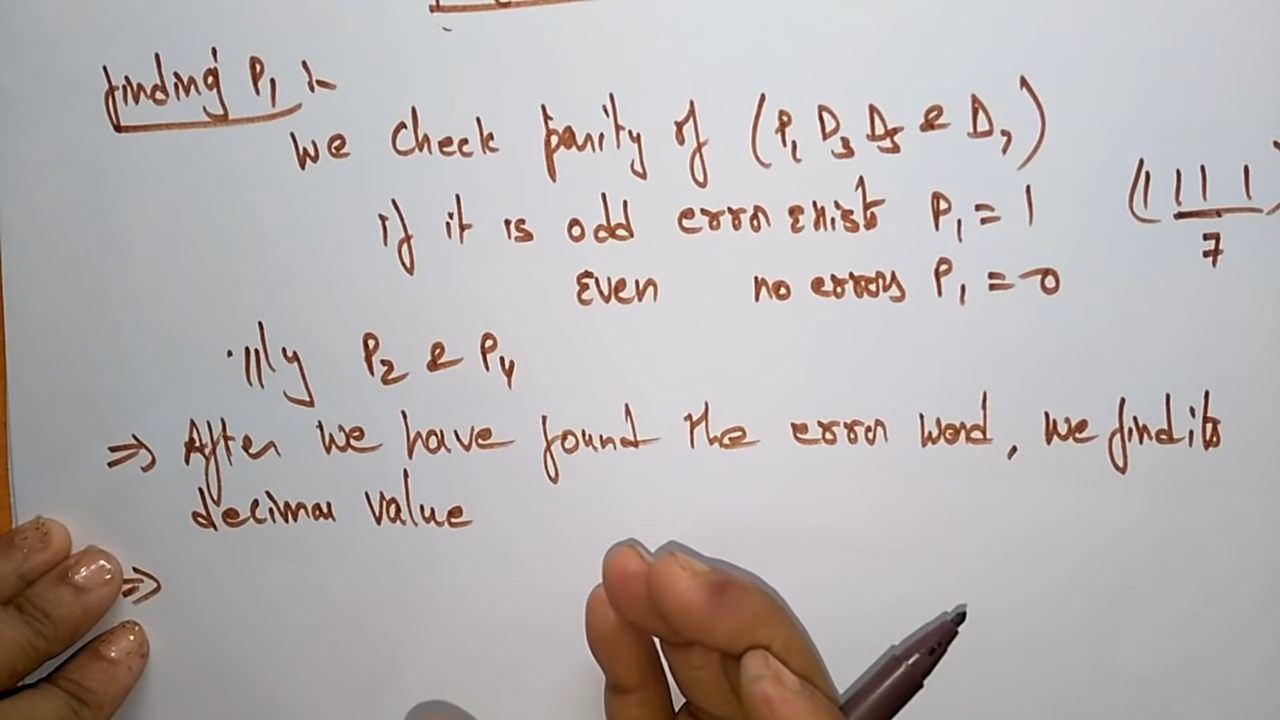 finding P1 :-
We check parity of (P1 D3 D5 & D7)
if it is odd error exist P1 = 1
(1 1 1 1
7
Even no errors P1 = 0
|||ly P2 & P4
⇒ After we have found the error word, we find its
decimal value
⇒